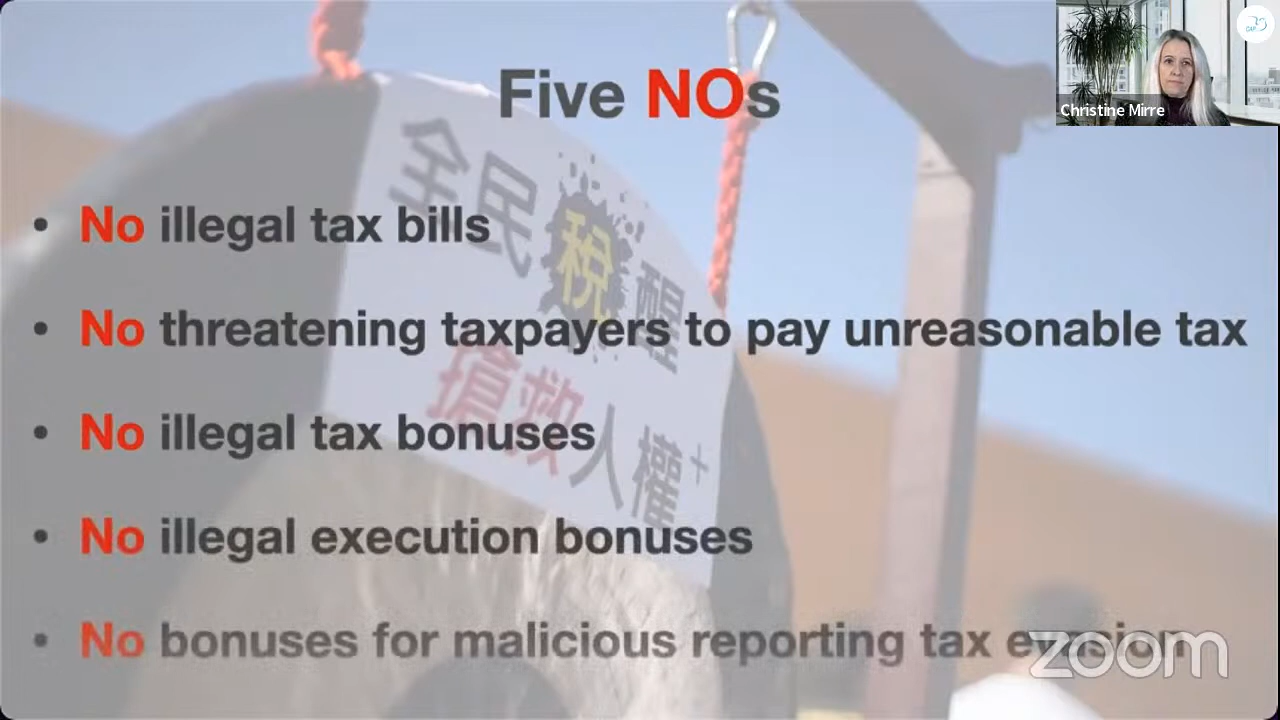 Five NOs
Christine Mirre
• No illegal tax bills
• No threatening taxpayers to pay unreasonable tax
• No illegal tax bonuses
• No illegal execution bonuses
• No bonuses for malicious reporting tax evasion
全民稅醒
搶救人權+
zoom